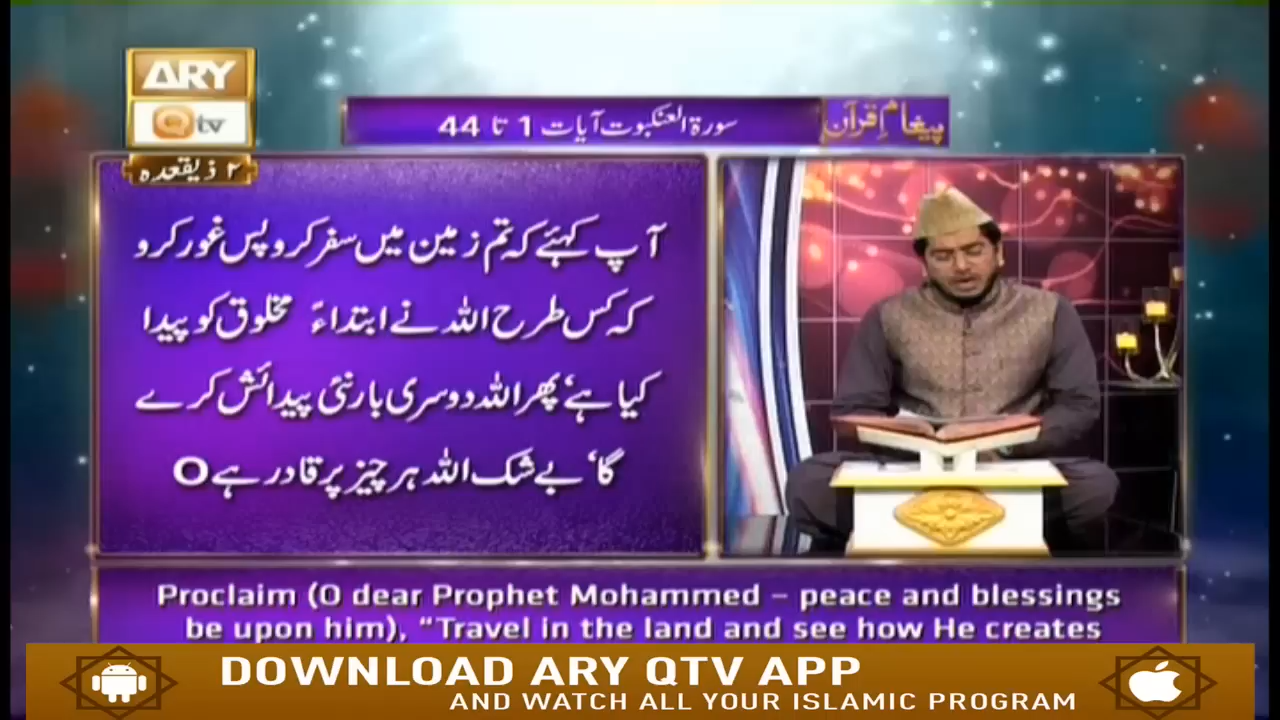 ARY
Qtv
پیغامِ قرآن
سورۃ العنکبوت آیات 1 تا 44
۲ ذیقعدہ
آپ کہئے کہ تم زمین میں سفر کرو پس غور کرو
کہ کس طرح اللہ نے ابتداءً مخلوق کو پیدا
کیا ہے‘ پھر اللہ دوسری بار نئی پیدائش کرے
گا‘ بے شک اللہ ہر چیز پر قادر ہے O
Proclaim (O dear Prophet Mohammed – peace and blessings
be upon him), “Travel in the land and see how He creates
DOWNLOAD ARY QTV APP
AND WATCH ALL YOUR ISLAMIC PROGRAM